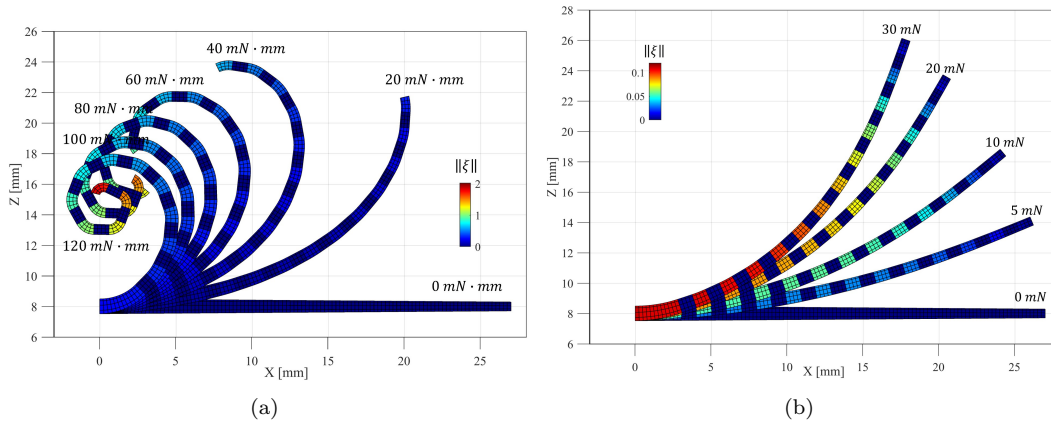 26
24
22
20
18
16
14
12
10
8
6
Z [mm]
0
5
10
15
20
25
X [mm]
40 mN · mm
60 mN · mm
20 mN · mm
80 mN · mm
100 mN · mm
120 mN · mm
0 mN · mm
‖ξ‖
2
1
0
(a)
28
26
24
22
20
18
16
14
12
10
8
6
Z [mm]
0
5
10
15
20
25
X [mm]
‖ξ‖
0.1
0.05
0
30 mN
20 mN
10 mN
5 mN
0 mN
(b)